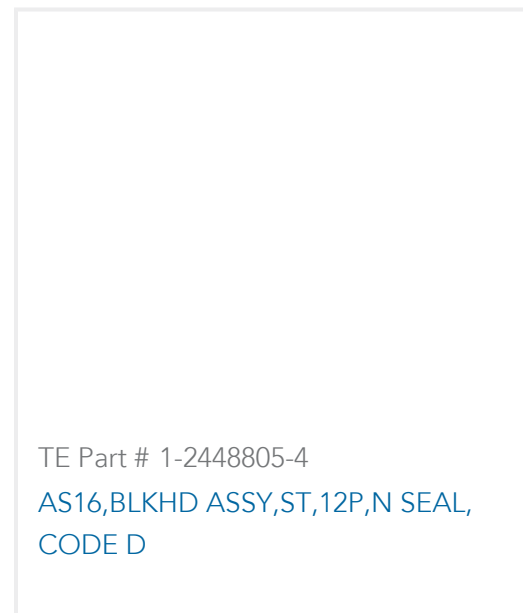 TE Part # 1-2448805-4
AS16,BLKHD ASSY,ST,12P,N SEAL,
CODE D